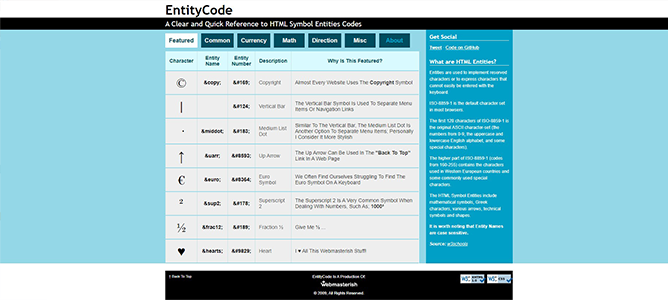 EntityCode
A Clear and Quick Reference to HTML Symbol Entities Codes
Featured Common Currency Math Direction Misc About
Character Entity Name Entity Number Description Why Is This Featured?
© &copy; &#169; Copyright Almost Every Website Uses The Copyright Symbol
| &#124; Vertical Bar The Vertical Bar Symbol Is Used To Separate Menu
Items Or Navigation Links
· &middot; &#183; Medium List Dot Similar To The Vertical Bar, The Medium List Dot Is
Another Option To Separate Menu Items, Personally
I Consider It More Stylish
↑ &uarr; &#8593; Up Arrow The Up Arrow Can Be Used In The "Back To Top"
Link In A Web Page
€ &euro; &#8364; Euro Symbol We Often Find Ourselves Struggling To Find The
Euro Symbol On A Keyboard
² &sup2; &#178; Superscript 2 The Superscript 2 Is A Very Common Symbol When
Dealing With Numbers, Such As; 1000²
½ &frac12; &#189; Fraction ½ Give Me ½ ..
♥ &hearts; &#9829; Heart I ♥ All This Webmasterish Stuff!
Get Social
Tweet · Code on GitHub
What are HTML Entities?
Entities are used to implement reserved
characters or to express characters that
cannot easily be entered with the
keyboard.
ISO-8859-1 is the default character set
in most browsers.
The first 128 characters of ISO-8859-1 is
the original ASCII character set (the
numbers from 0-9, the uppercase and
lowercase English alphabet, and some
special characters).
The higher part of ISO-8859-1 (codes
from 160-255) contains the characters
used in Western European countries and
some commonly used special
characters.
The HTML Symbol Entities include
mathematical symbols, Greek
characters, various arrows, technical
symbols and shapes.
It is worth noting that Entity Names
are case sensitive.
Source: w3schools
↑ Back To Top
EntityCode Is A Production Of:
webmasterish
© 2009, All Rights Reserved.
W3C
W3C CSS